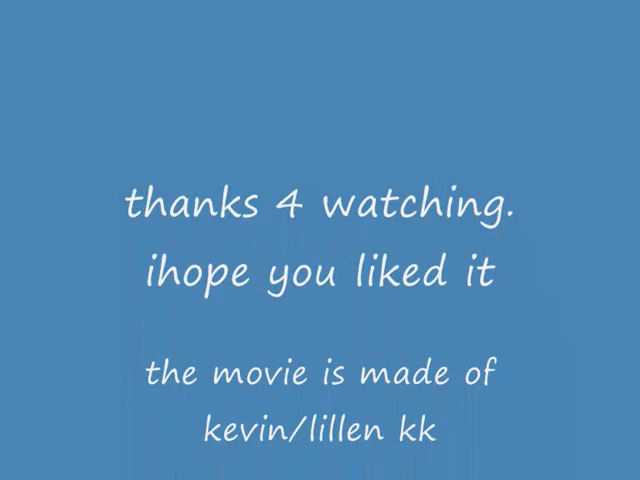 thanks 4 watching.
ihope you liked it
the movie is made of
kevin/lillen kk